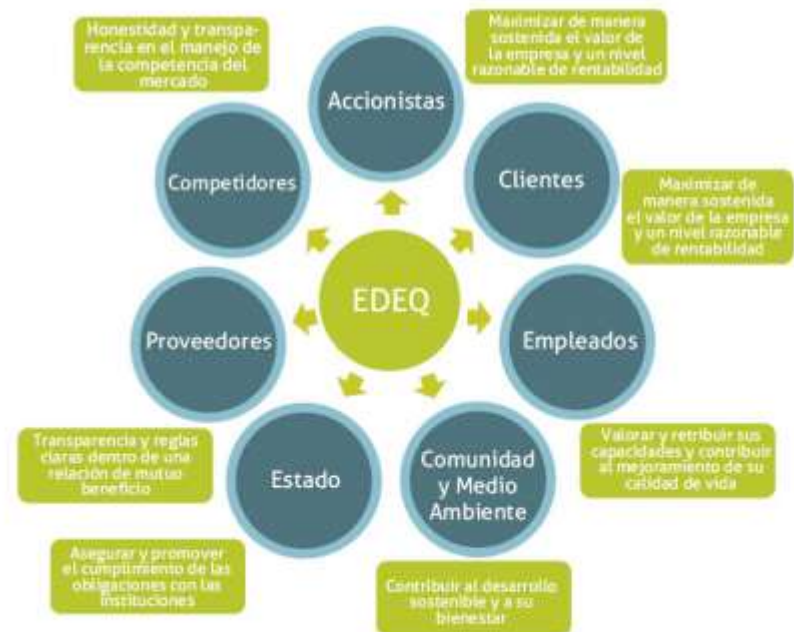 Honestidad y transpa-
rencia en el manejo de
la competencia del
mercado
Accionistas
Maximizar de manera
sostenida el valor de
la empresa y un nivel
razonable de rentabilidad
Competidores
Clientes
Maximizar de
manera sostenida
el valor de la empresa
y un nivel razonable
de rentabilidad
EDEQ
Proveedores
Empleados
Transparencia y reglas
claras dentro de una
relación de mutuo
beneficio
Estado
Comunidad
y Medio
Ambiente
Valorar y retribuir sus
capacidades y contribuir
al mejoramiento de su
calidad de vida
Asegurar y promover
el cumplimiento de las
obligaciones con las
instituciones
Contribuir al desarrollo
sostenible y a su
bienestar